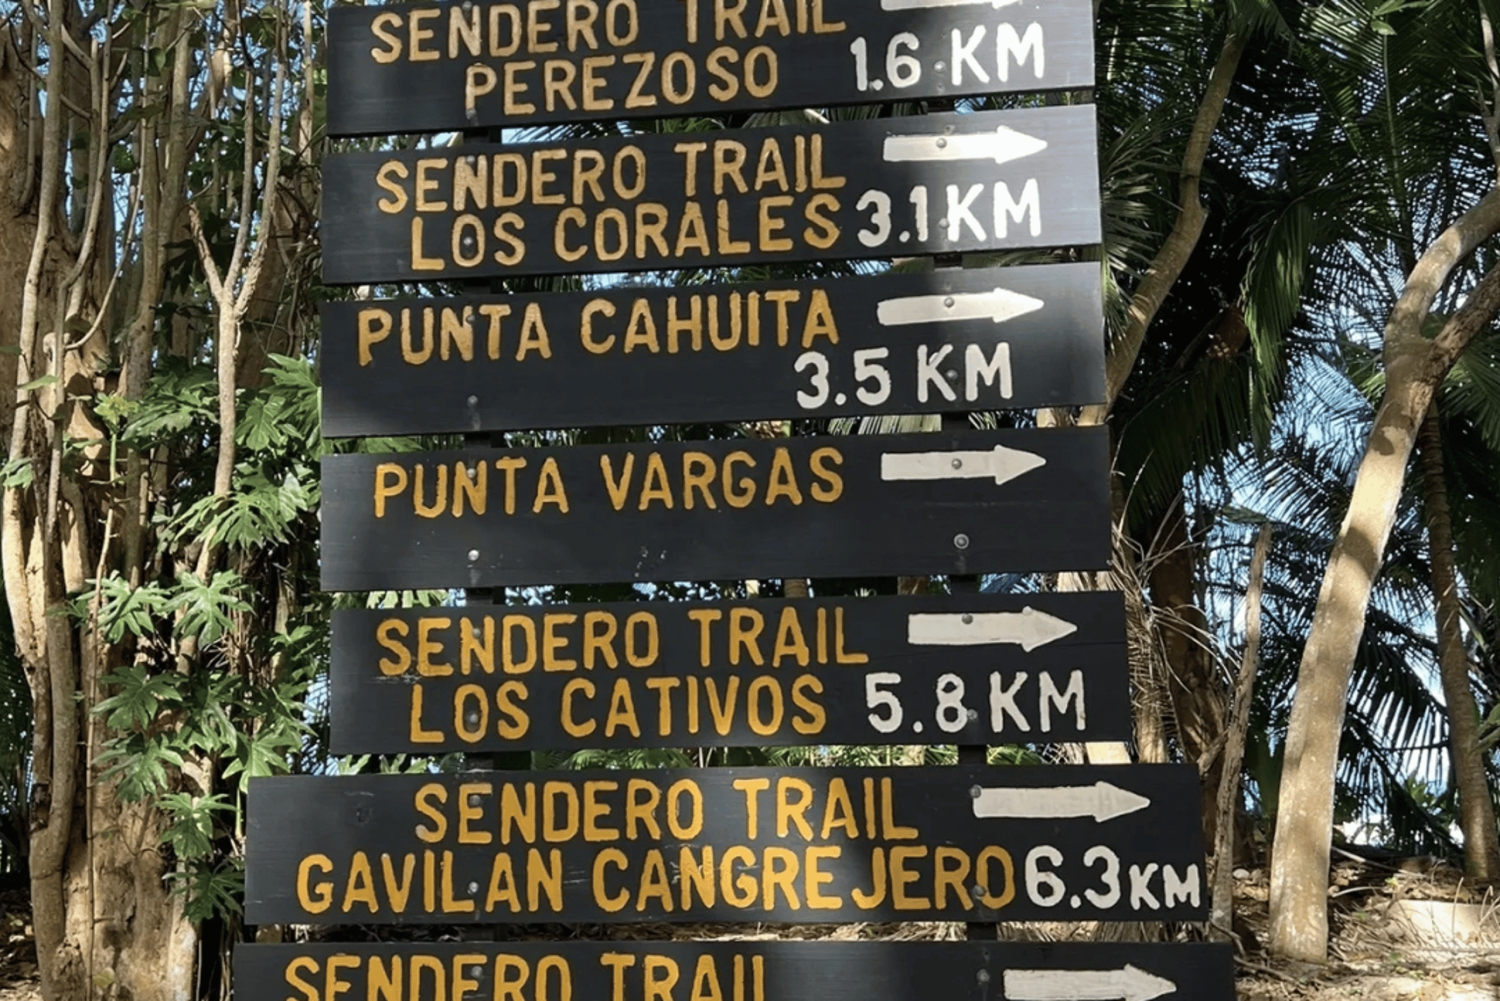 SENDERO TRAIL
PEREZOSO 1.6 KM
SENDERO TRAIL
LOS CORALES 3.1 KM
PUNTA CAHUITA
3.5 KM
PUNTA VARGAS
SENDERO TRAIL
LOS CATIVOS 5.8 KM
SENDERO TRAIL
GAVILAN CANGREJERO 6.3 KM
SENDERO TRAIL